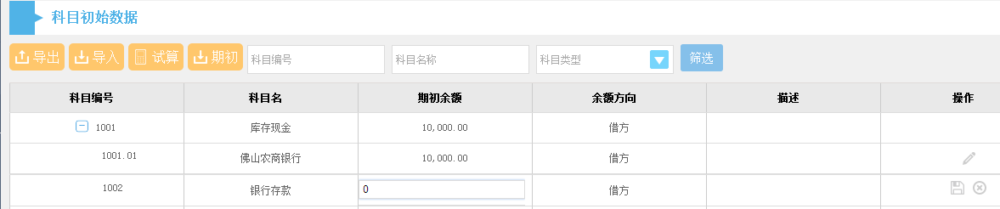 科目初始数据
导出 导入 试算 期初 科目编号 科目名称 科目类型 筛选
科目编号 科目名 期初余额 余额方向 描述 操作
1001 库存现金 10,000.00 借方
1001.01 佛山农商银行 10,000.00 借方
1002 银行存款 0 借方